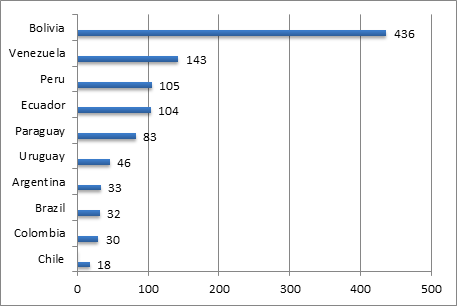 Bolivia 436
Venezuela 143
Peru 105
Ecuador 104
Paraguay 83
Uruguay 46
Argentina 33
Brazil 32
Colombia 30
Chile 18
0 100 200 300 400 500